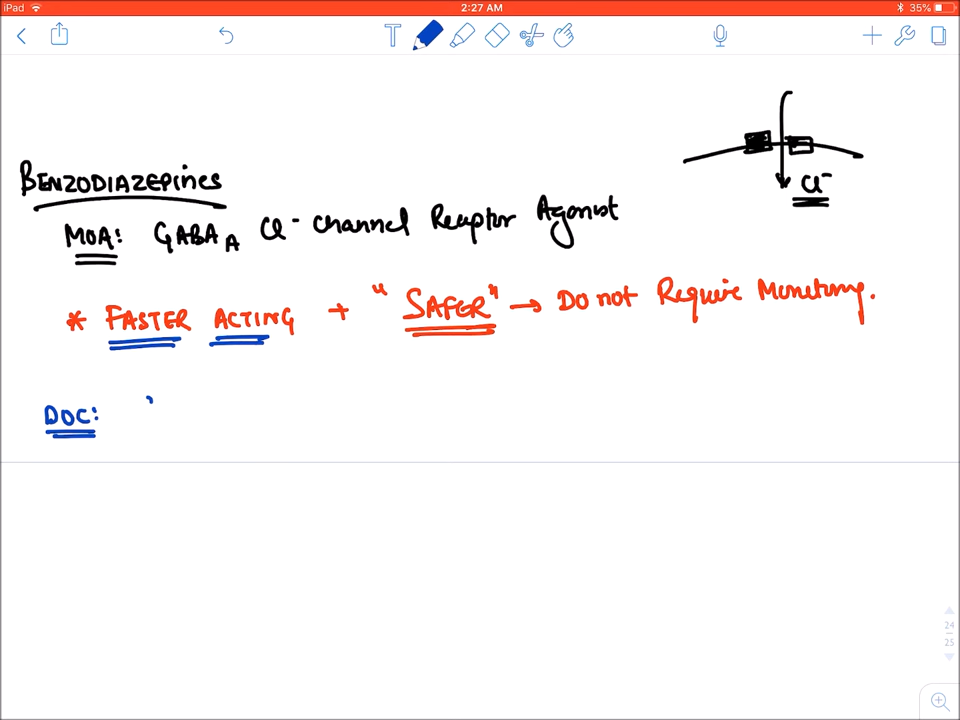 iPad 2:27 AM 35%
T
Cl⁻
BENZODIAZEPINES
MOA: GABA A Cl⁻ channel Receptor Agonist
* FASTER ACTING + "SAFER" → Do not Require Monitoring.
DOC:
24
25